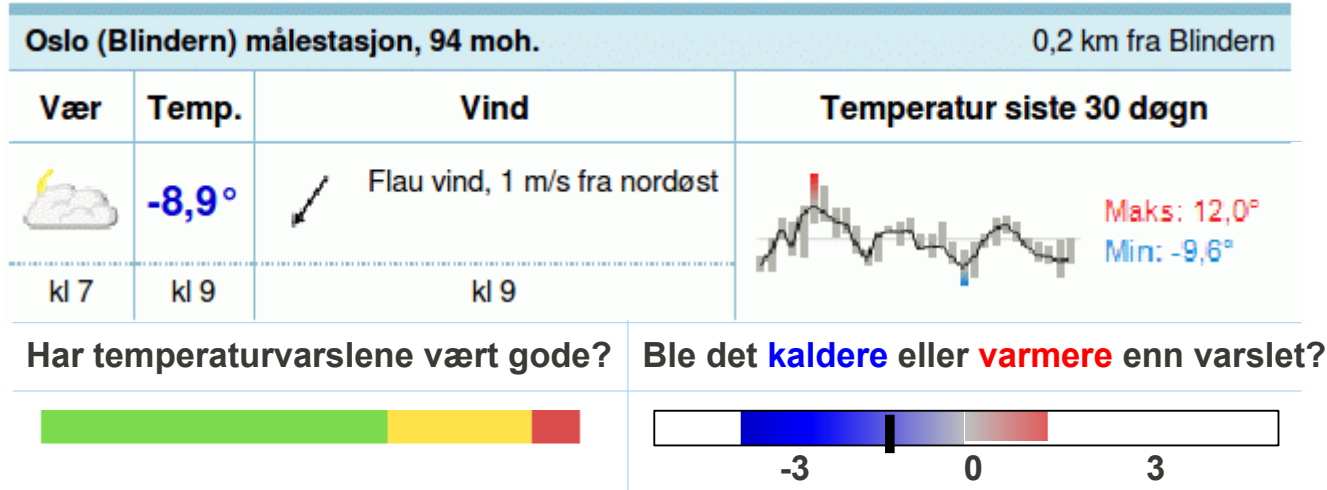 Oslo (Blindern) målestasjon, 94 moh. 0,2 km fra Blindern
Vær Temp. Vind Temperatur siste 30 døgn
-8,9° Flau vind, 1 m/s fra nordøst
Maks: 12,0°
Min: -9,6°
kl 7 kl 9 kl 9
Har temperaturvarslene vært gode? Ble det kaldere eller varmere enn varslet?
-3 0 3